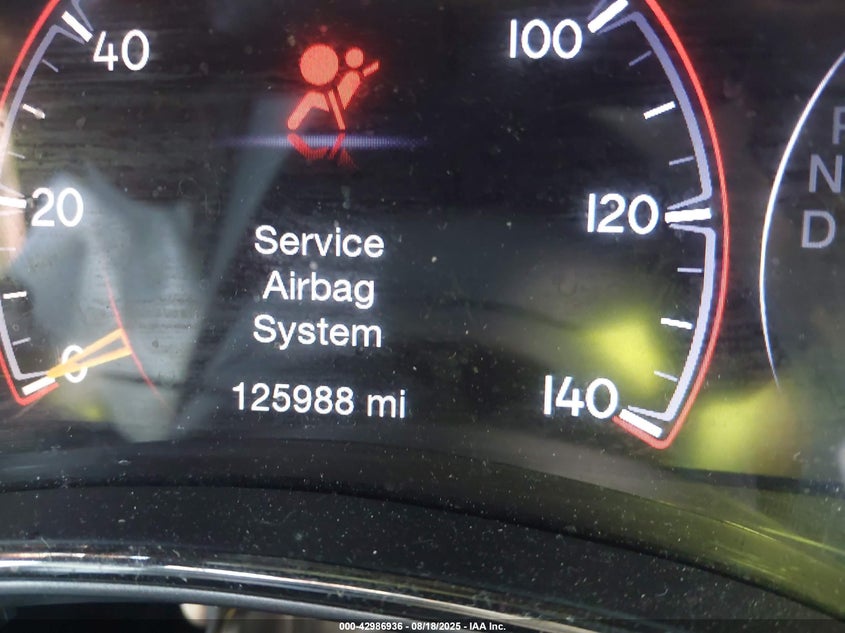 40
100
20
120
Service
Airbag
System
0
125988 mi
140
P
N
D
000-42986936 - 08/18/2025 - IAA Inc.